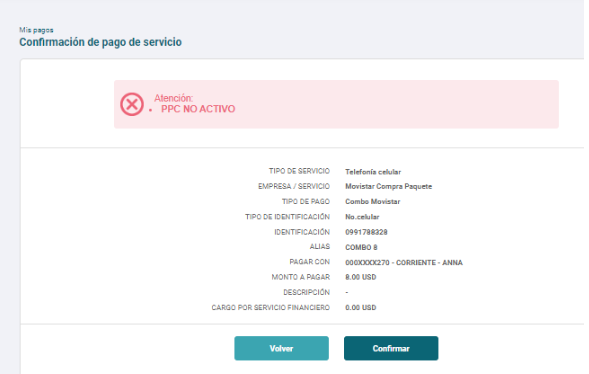 Mis pagos
Confirmación de pago de servicio
Atención:
• PPC NO ACTIVO
TIPO DE SERVICIO Telefonía celular
EMPRESA / SERVICIO Movistar Compra Paquete
TIPO DE PAGO Combo Movistar
TIPO DE IDENTIFICACIÓN No.celular
IDENTIFICACIÓN 0991788328
ALIAS COMBO 8
PAGAR CON 000XXXX270 - CORRIENTE - ANNA
MONTO A PAGAR 8.00 USD
DESCRIPCIÓN -
CARGO POR SERVICIO FINANCIERO 0.00 USD
Volver Confirmar